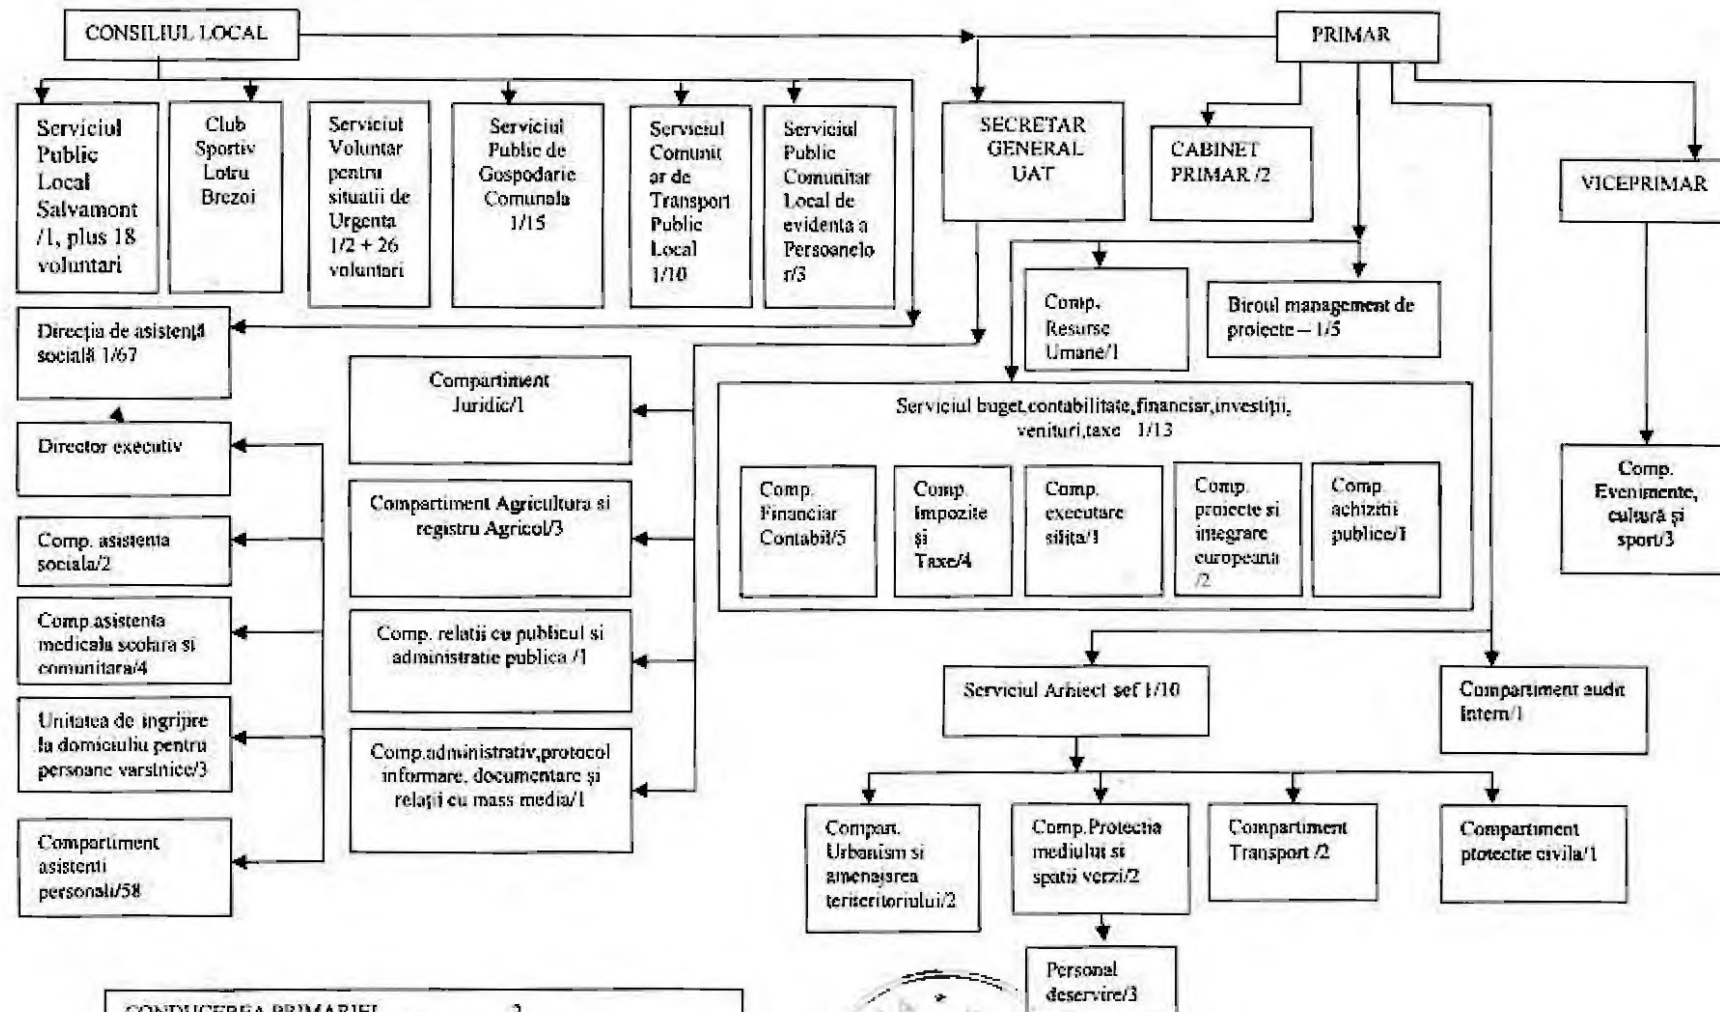 CONSILIUL LOCAL
PRIMAR
Serviciul
Public
Local
Salvamont
/1, plus 18
voluntari
Club
Sportiv
Lotru
Brezoi
Serviciul
Voluntar
pentru
situatii de
Urgenta
1/2 + 26
voluntari
Serviciul
Public de
Gospodarie
Comunala
1/15
Serviciul
Comunit
ar de
Transport
Public
Local
1/10
Serviciul
Public
Comunitar
Local de
evidenta a
Persoanelo
r/3
SECRETAR
GENERAL
UAT
CABINET
PRIMAR /2
VICEPRIMAR
Direcția de asistență
socială 1/67
Comp.
Resurse
Umane/1
Biroul management de
proiecte – 1/5
Compartiment
Juridic/1
Serviciul buget,contabilitate,financiar,investiții,
venituri,taxe 1/13
Director executiv
Comp.
Financiar
Contabil/5
Comp.
Impozite
și
Taxe/4
Comp.
executare
silita/1
Comp.
proiecte si
integrare
europeana
/2
Comp.
achizitii
publice/1
Comp.
Evenimente,
cultură și
sport/3
Compartiment Agricultura si
registru Agricol/3
Comp. asistenta
sociala/2
Comp.asistenta
medicala scolara si
comunitara/4
Comp. relatii cu publicul si
administratie publica /1
Serviciul Arhiect sef 1/10
Compartiment audit
Intern/1
Unitatea de ingrijre
la domiciuliu pentru
persoane varstnice/3
Comp.administrativ,protocol
informare, documentare și
relații cu mass media/1
Compartiment
asistenti
personali/58
Compart.
Urbanism si
amenajarea
teritcritoriului/2
Comp.Protectia
mediului si
spatii verzi/2
Compartiment
Transport /2
Compartiment
protectie civila/1
Personal
deservire/3
CONDUCEREA PRIMARIEI 2